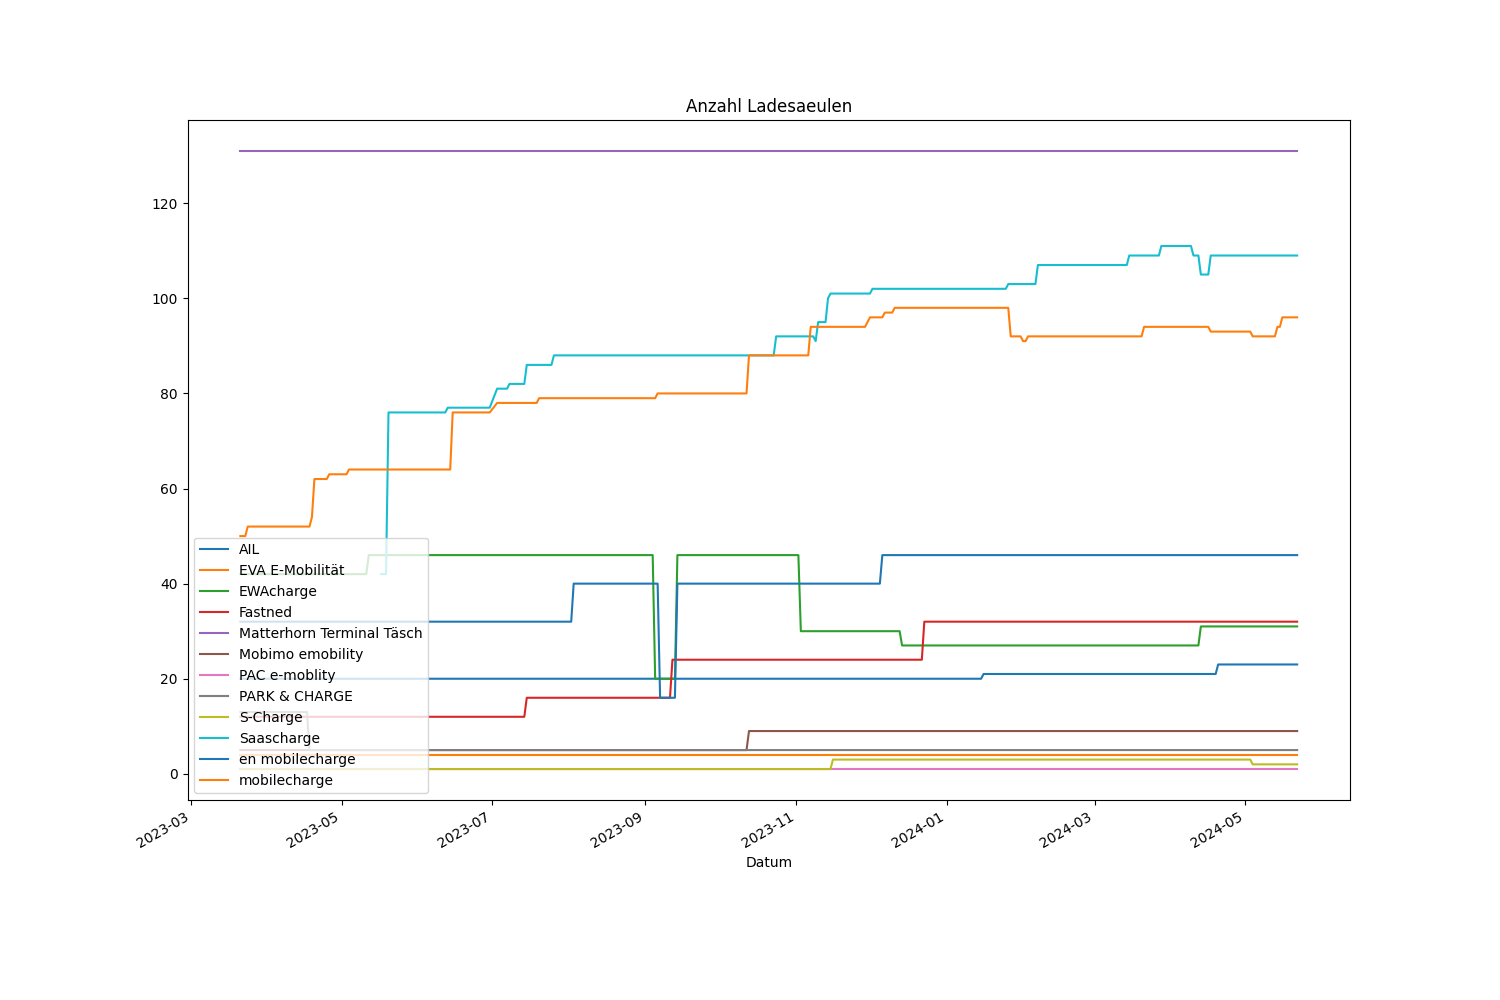 Anzahl Ladesaeulen
120
100
80
60
40
20
0
AIL
EVA E-Mobilität
EWAcharge
Fastned
Matterhorn Terminal Täsch
Mobimo emobility
PAC e-moblity
PARK & CHARGE
S-Charge
Saascharge
en mobilecharge
mobilecharge
2023-03
2023-05
2023-07
2023-09
2023-11
2024-01
2024-03
2024-05
Datum